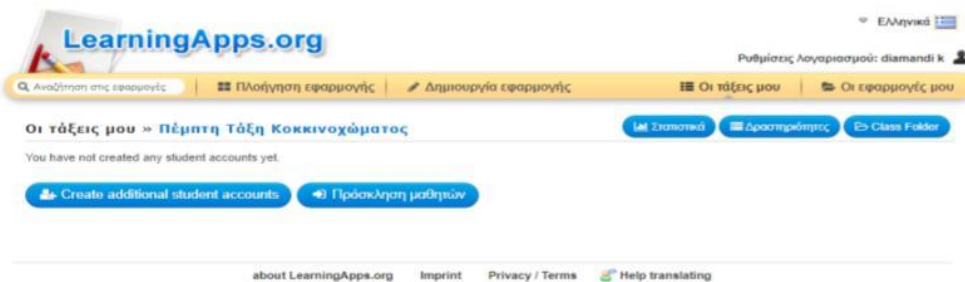 LearningApps.org
Ελληνικά
Ρυθμίσεις λογαριασμού: diamandi k
Αναζήτηση στις εφαρμογές
Πλοήγηση εφαρμογής
Δημιουργία εφαρμογής
Οι τάξεις μου
Οι εφαρμογές μου
Οι τάξεις μου » Πέμπτη Τάξη Κοκκινοχώματος
Στατιστικά
Δραστηριότητες
Class Folder
You have not created any student accounts yet.
Create additional student accounts
Πρόσκληση μαθητών
about LearningApps.org Imprint Privacy / Terms Help translating